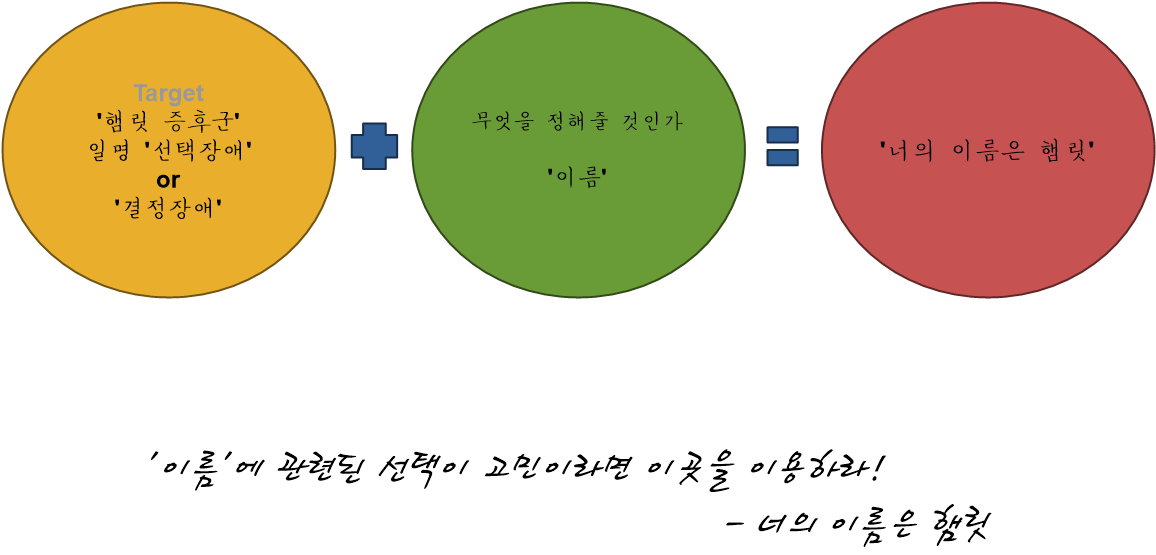 Target
'햄릿 증후군'
일명 '선택장애'
or
'결정장애'
무엇을 정해줄 것인가
'이름'
'너의 이름은 햄릿'
'이름'에 관련된 선택이 고민이라면 이곳을 이용하라!
- 너의 이름은 햄릿